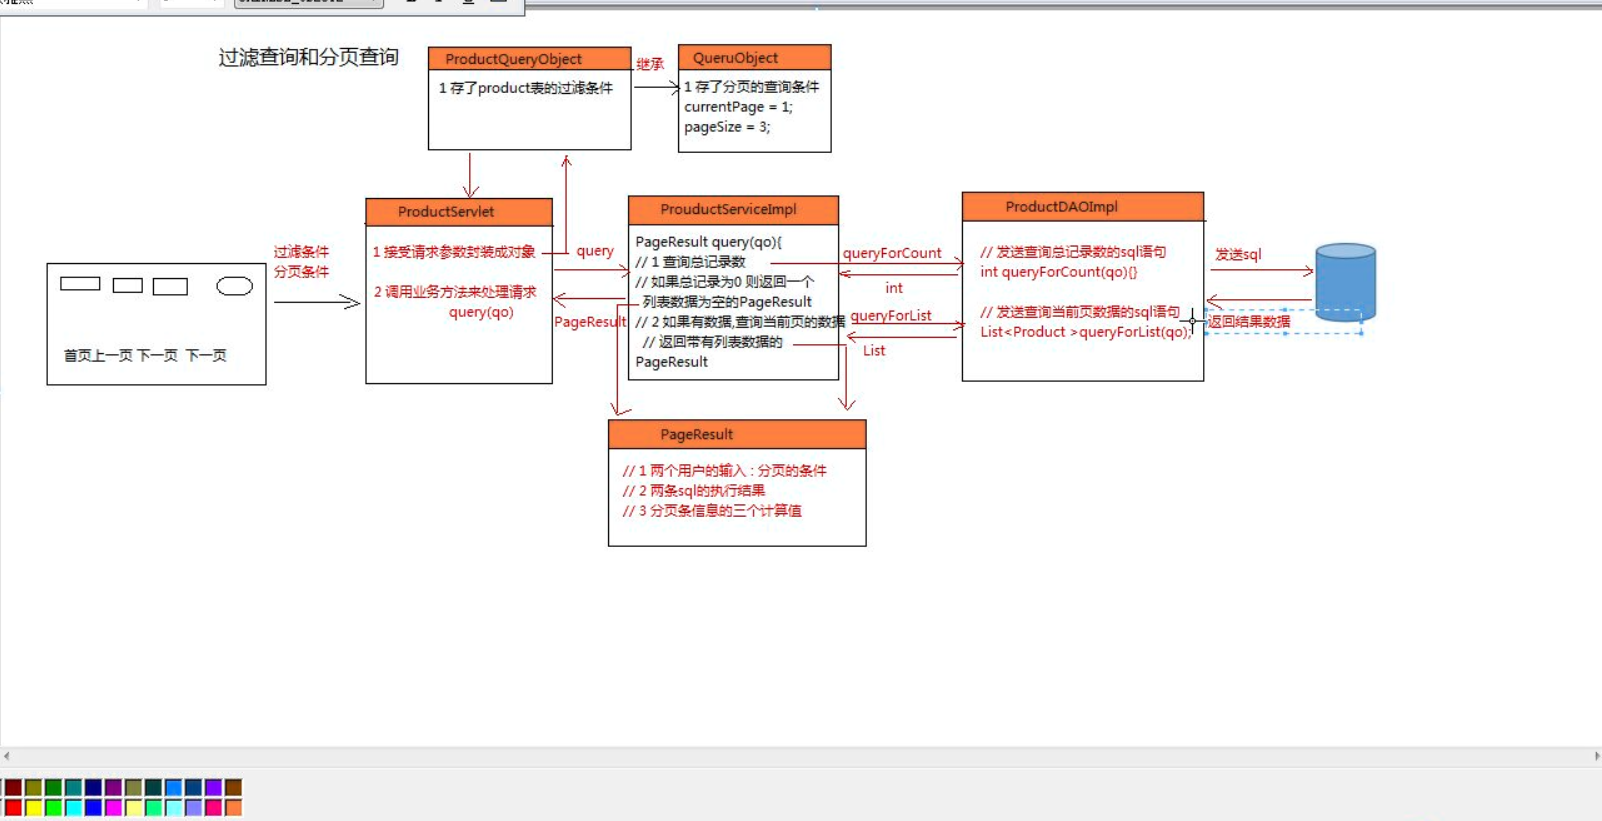 过滤查询和分页查询
ProductQueryObject
1 存了product表的过滤条件
继承
QueruObject
1 存了分页的查询条件
currentPage = 1;
pageSize = 3;
过滤条件
分页条件
首页上一页 下一页 下一页
ProductServlet
1 接受请求参数封装成对象
2 调用业务方法来处理请求
query(qo)
query
PageResult
ProuductServiceImpl
PageResult query(qo){
// 1 查询总记录数
// 如果总记录为0 则返回一个
列表数据为空的PageResult
// 2 如果有数据,查询当前页的数据
// 返回带有列表数据的
PageResult
queryForCount
int
queryForList
List
ProductDAOImpl
// 发送查询总记录数的sql语句
int queryForCount(qo){}
// 发送查询当前页数据的sql语句
List<Product >queryForList(qo);
发送sql
返回结果数据
PageResult
// 1 两个用户的输入 : 分页的条件
// 2 两条sql的执行结果
// 3 分页条信息的三个计算值